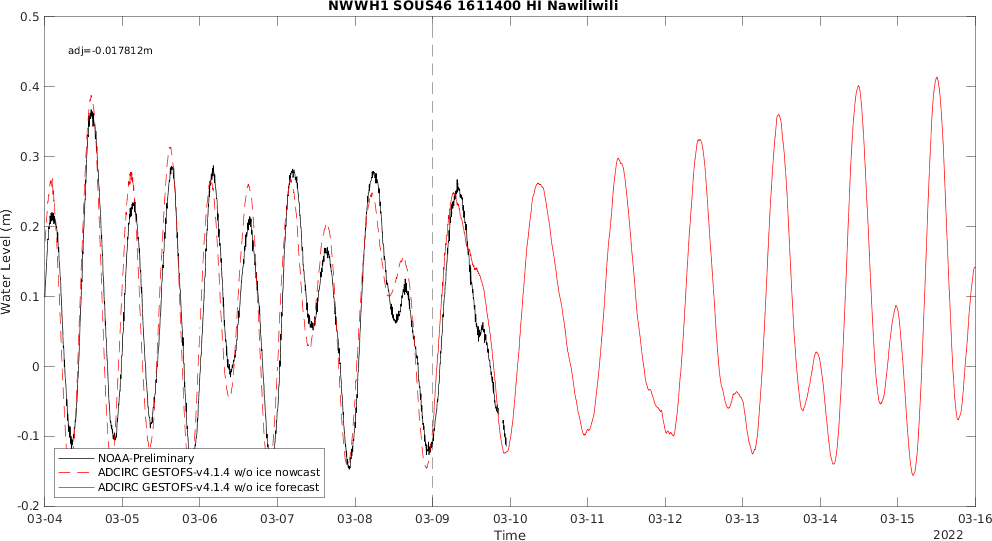 NWWH1 SOUS46 1611400 HI Nawiliwili
adj=-0.017812m
0.5
0.4
0.3
0.2
0.1
0
-0.1
-0.2
Water Level (m)
NOAA-Preliminary
ADCIRC GESTOFS-v4.1.4 w/o ice nowcast
ADCIRC GESTOFS-v4.1.4 w/o ice forecast
03-04 03-05 03-06 03-07 03-08 03-09 03-10 03-11 03-12 03-13 03-14 03-15 03-16
Time
2022